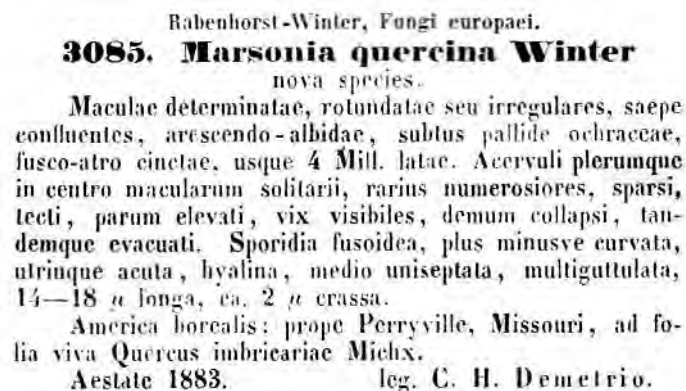 Rabenhorst-Winter, Fungi europaei.
3085. Marsonia quercina Winter
nova species.
Maculae determinatae, rotundatae seu irregulares, saepe
confluentes, arescendo-albidae, subtus pallide ochraceae,
fusco-atro cinctae, usque 4 Mill. latae. Acervuli plerumque
in centro macularum solitarii, rarius numerosiores, sparsi,
tecti, parum elevati, vix visibiles, demum collapsi, tan-
demque evacuati. Sporidia fusoidea, plus minusve curvata,
utrinque acuta, hyalina, medio uniseptata, multiguttulata,
14—18 µ longa, ca. 2 µ crassa.
America borealis: prope Perryville, Missouri, ad fo-
lia viva Quercus imbricariae Michx.
Aestate 1883. leg. C. H. Demetrio.